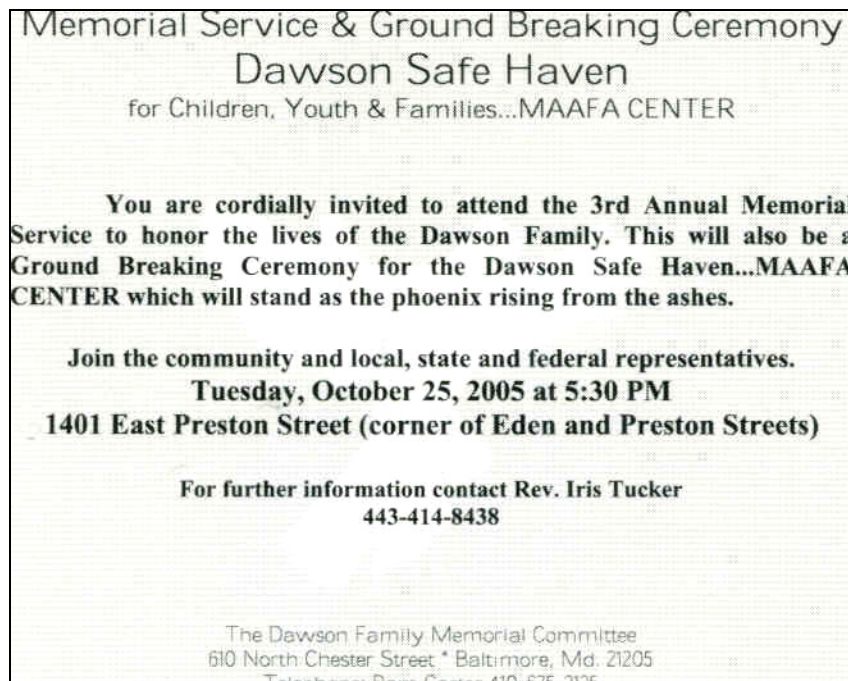 Memorial Service & Ground Breaking Ceremony
Dawson Safe Haven
for Children, Youth & Families...MAAFA CENTER
You are cordially invited to attend the 3rd Annual Memorial
Service to honor the lives of the Dawson Family. This will also be a
Ground Breaking Ceremony for the Dawson Safe Haven...MAAFA
CENTER which will stand as the phoenix rising from the ashes.
Join the community and local, state and federal representatives.
Tuesday, October 25, 2005 at 5:30 PM
1401 East Preston Street (corner of Eden and Preston Streets)
For further information contact Rev. Iris Tucker
443-414-8438
The Dawson Family Memorial Committee
610 North Chester Street * Baltimore, Md. 21205